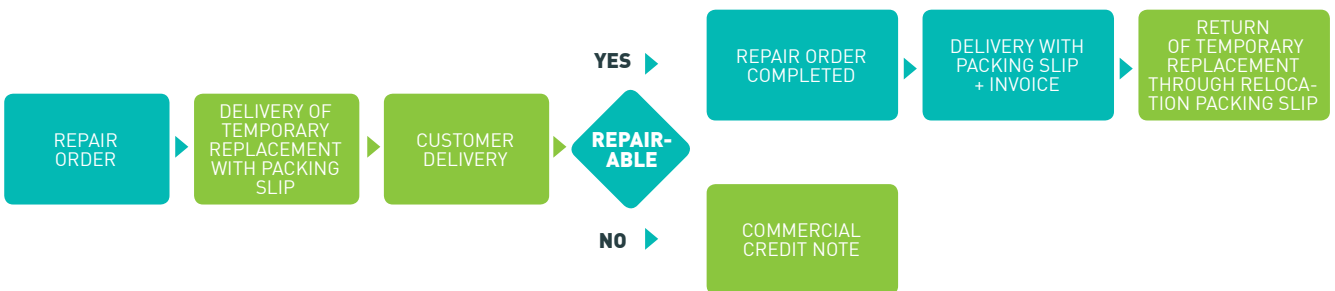 REPAIR
ORDER
DELIVERY OF
TEMPORARY
REPLACEMENT
WITH PACKING
SLIP
CUSTOMER
DELIVERY
REPAIR-
ABLE
YES
REPAIR ORDER
COMPLETED
DELIVERY WITH
PACKING SLIP
+ INVOICE
RETURN
OF TEMPORARY
REPLACEMENT
THROUGH RELOCA-
TION PACKING SLIP
NO
COMMERCIAL
CREDIT NOTE